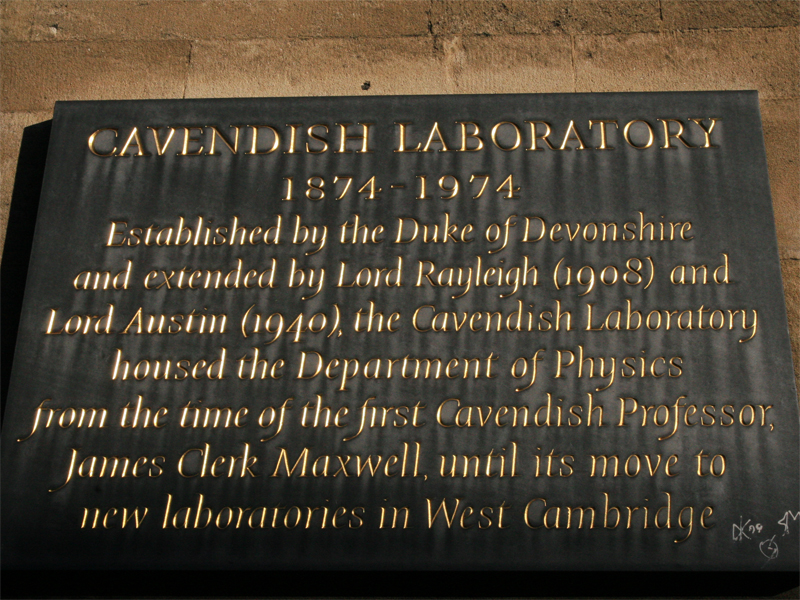 CAVENDISH LABORATORY
1874-1974
Established by the Duke of Devonshire
and extended by Lord Rayleigh (1908) and
Lord Austin (1940), the Cavendish Laboratory
housed the Department of Physics
from the time of the first Cavendish Professor,
James Clerk Maxwell, until its move to
new laboratories in West Cambridge